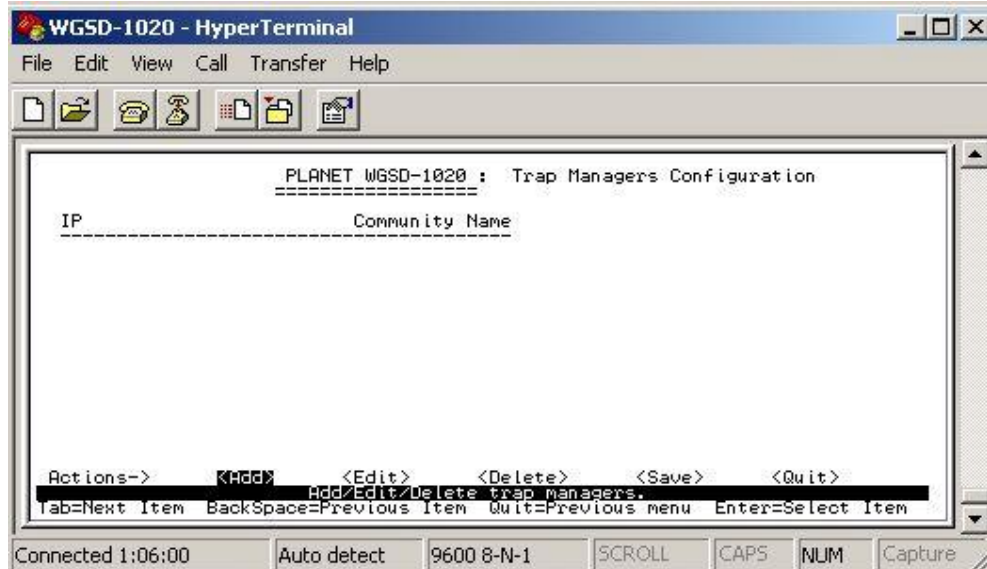 WGSD-1020 - HyperTerminal
File Edit View Call Transfer Help
PLANET WGSD-1020 : Trap Managers Configuration
==================
IP Community Name
----------------------------------------
Actions-> <Add> <Edit> <Delete> <Save> <Quit>
Add/Edit/Delete trap managers.
Tab=Next Item BackSpace=Previous Item Quit=Previous menu Enter=Select Item
Connected 1:06:00 Auto detect 9600 8-N-1 SCROLL CAPS NUM Capture